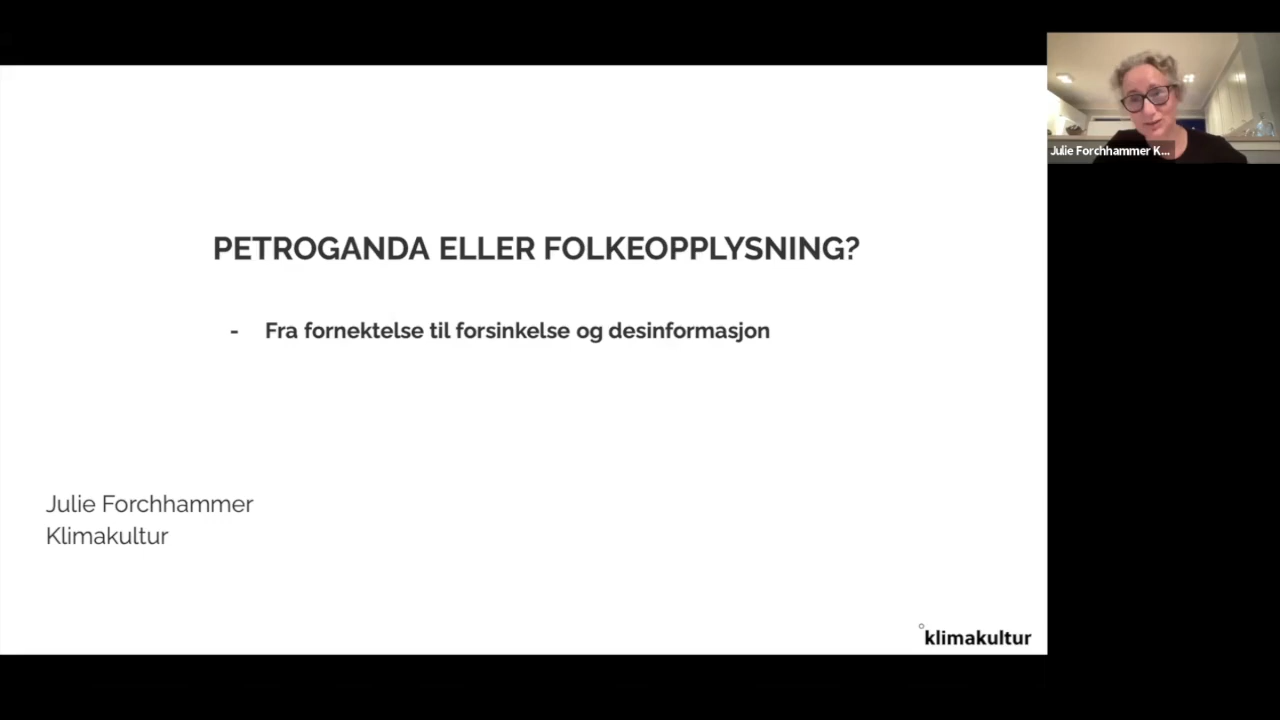 PETROGANDA ELLER FOLKEOPPLYSNING?
- Fra fornektelse til forsinkelse og desinformasjon
Julie Forchhammer
Klimakultur
°klimakultur
Julie Forchhammer K...